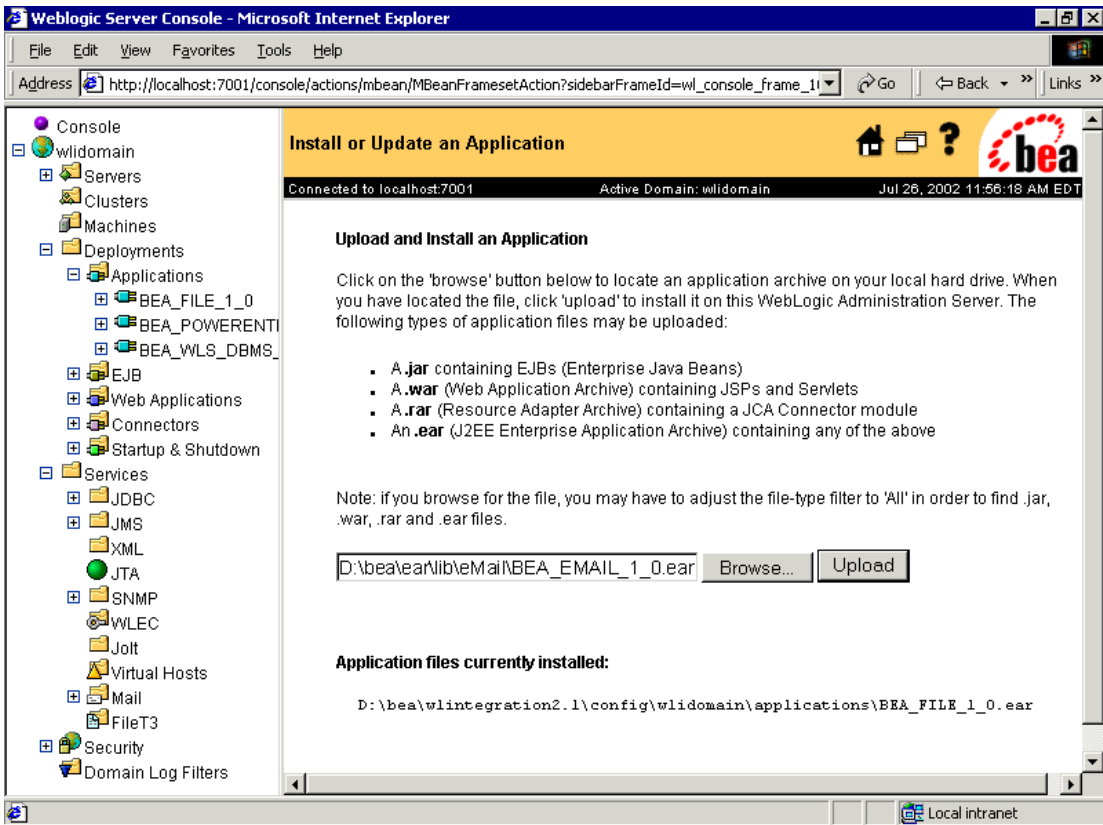 Weblogic Server Console - Microsoft Internet Explorer
File Edit View Favorites Tools Help
Address http://localhost:7001/console/actions/mbean/MBeanFramesetAction?sidebarFrameId=wl_console_frame_1 Go Back » Links »
Console
wlidomain
Servers
Clusters
Machines
Deployments
Applications
BEA_FILE_1_0
BEA_POWERENT
BEA_WLS_DBMS_
EJB
Web Applications
Connectors
Startup & Shutdown
Services
JDBC
JMS
XML
JTA
SNMP
WLEC
Jolt
Virtual Hosts
Mail
FileT3
Security
Domain Log Filters
Install or Update an Application
? bea
Connected to localhost:7001 Active Domain: wlidomain Jul 26, 2002 11:56:18 AM EDT
Upload and Install an Application
Click on the 'browse' button below to locate an application archive on your local hard drive. When
you have located the file, click 'upload' to install it on this WebLogic Administration Server. The
following types of application files may be uploaded:
A .jar containing EJBs (Enterprise Java Beans)
A .war (Web Application Archive) containing JSPs and Servlets
A .rar (Resource Adapter Archive) containing a JCA Connector module
An .ear (J2EE Enterprise Application Archive) containing any of the above
Note: if you browse for the file, you may have to adjust the file-type filter to 'All' in order to find .jar,
.war, .rar and .ear files.
D:\bea\ear\lib\eMail\BEA_EMAIL_1_0.ear Browse... Upload
Application files currently installed:
D:\bea\wlintegration2.1\config\wlidomain\applications\BEA_FILE_1_0.ear
Local intranet